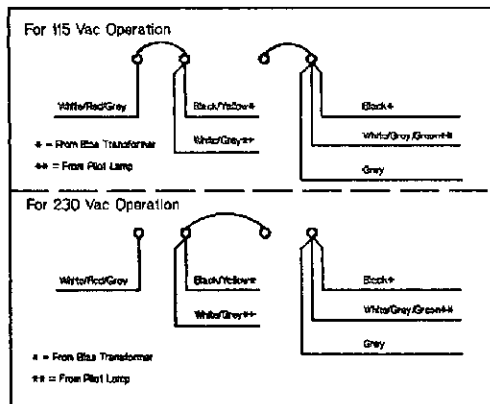 For 115 Vac Operation
White/Red/Grey
Black/Yellow*
Black*
White/Grey**
White/Grey/Green**
* = From Bias Transformer
** = From Pilot Lamp
Grey
For 230 Vac Operation
White/Red/Grey
Black/Yellow*
Black*
White/Grey**
White/Grey/Green**
Grey
* = From Bias Transformer
** = From Pilot Lamp